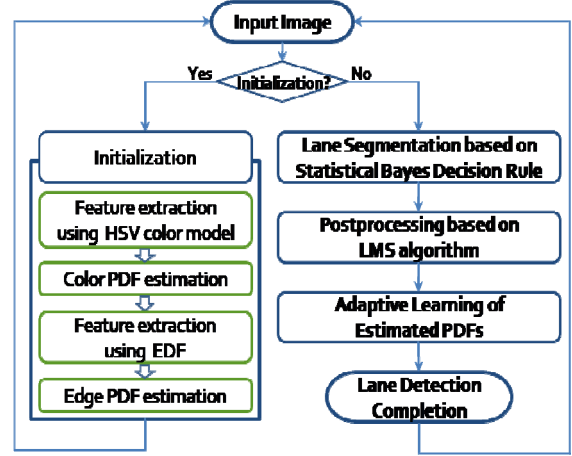 Input Image
Initialization?
Yes
No
Initialization
Feature extraction
using HSV color model
Color PDF estimation
Feature extraction
using EDF
Edge PDF estimation
Lane Segmentation based on
Statistical Bayes Decision Rule
Postprocessing based on
LMS algorithm
Adaptive Learning of
Estimated PDFs
Lane Detection
Completion